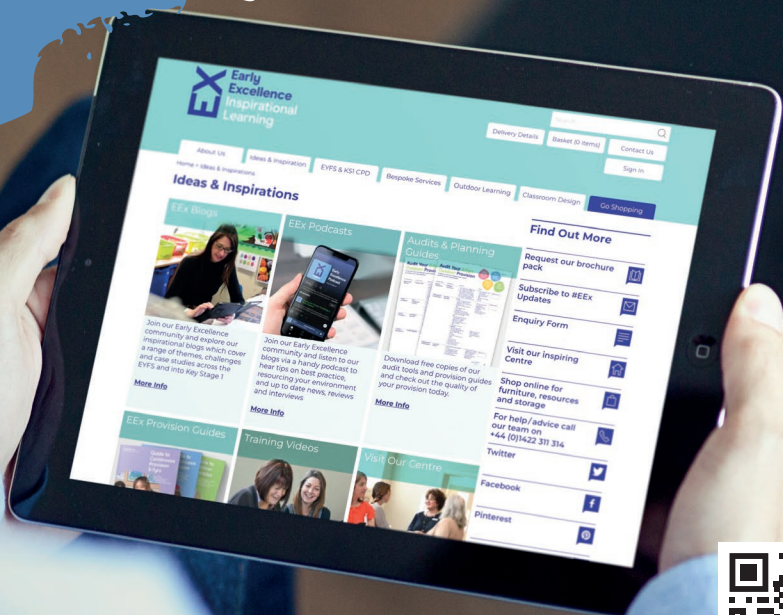 Early
Excellence
Inspirational
Learning
Search
Delivery Details
Basket (0 items)
Contact Us
Sign In
About Us
Ideas & Inspiration
EYFS & KS1 CPD
Bespoke Services
Outdoor Learning
Classroom Design
Go Shopping
Home > Ideas & Inspirations
Ideas & Inspirations
EEx Blogs
Join our Early Excellence
community and explore our
inspirational blogs which cover
a range of themes, challenges
and case studies across the
EYFS and into Key Stage 1
More Info
EEx Podcasts
Join our Early Excellence
community and listen to our
blogs via a handy podcast to
hear tips on best practice,
resourcing your environment
and up to date news, reviews
and interviews
More Info
Audits & Planning
Guides
Download free copies of our
audit tools and provision guides
and check out the quality of
your provision today.
More Info
EEx Provision Guides
Training Videos
Visit Our Centre
Find Out More
Request our brochure
pack
Subscribe to #EEx
Updates
Enquiry Form
Visit our inspiring
Centre
Shop online for
furniture, resources
and storage
For help/advice call
our team on
+44 (0)1422 311 314
Twitter
Facebook
Pinterest